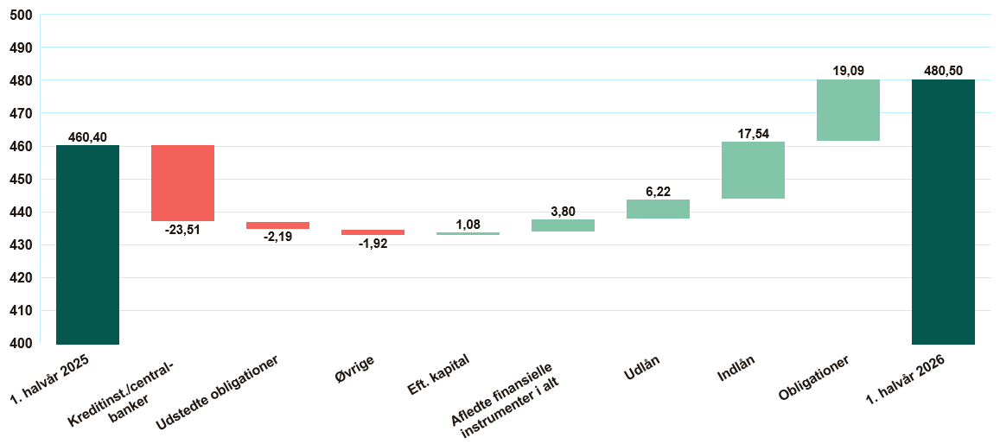 500
490
480
470
460
450
440
430
420
410
400
460,40
-23,51
-2,19
-1,92
1,08
3,80
6,22
17,54
19,09
480,50
1. halvår 2025
Kreditinst./central-
banker
Udstedte obligationer
Øvrige
Eft. kapital
Afledte finansielle
instrumenter i alt
Udlån
Indlån
Obligationer
1. halvår 2026